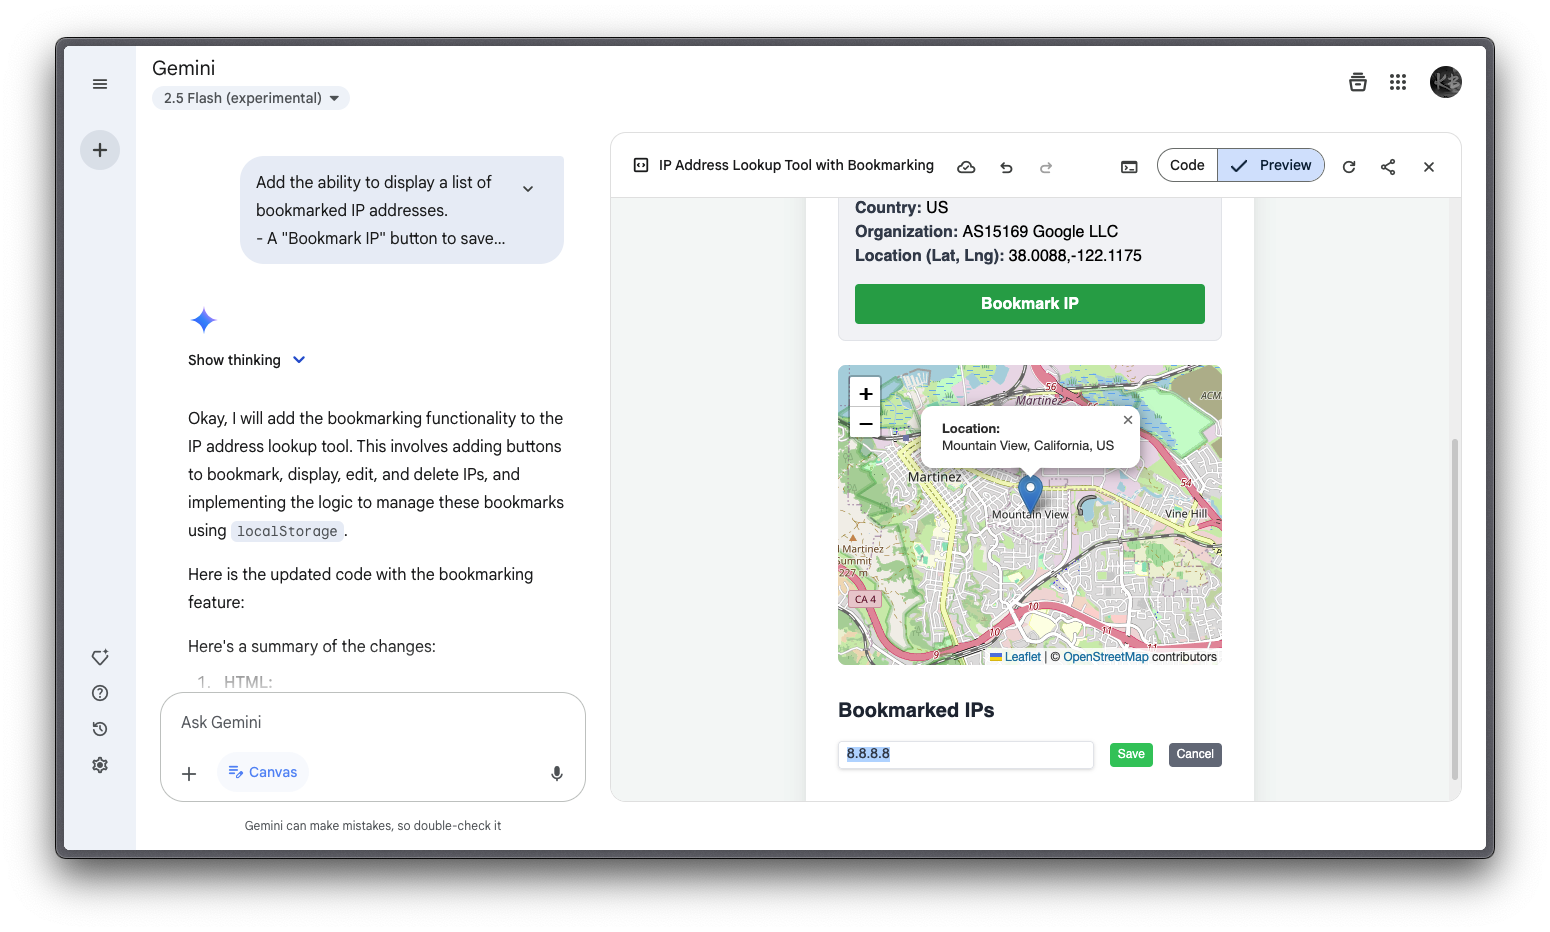 Gemini
2.5 Flash (experimental)
KB
Add the ability to display a list of
bookmarked IP addresses.
- A "Bookmark IP" button to save...
Show thinking
Okay, I will add the bookmarking functionality to the
IP address lookup tool. This involves adding buttons
to bookmark, display, edit, and delete IPs, and
implementing the logic to manage these bookmarks
using localStorage.
Here is the updated code with the bookmarking
feature:
Here's a summary of the changes:
1. HTML:
Ask Gemini
Canvas
Gemini can make mistakes, so double-check it
IP Address Lookup Tool with Bookmarking
Code
Preview
Country: US
Organization: AS15169 Google LLC
Location (Lat, Lng): 38.0088,-122.1175
Bookmark IP
+
−
56
Martinez
ACM
Location:
Mountain View, California, US
×
Martinez
54
Mountain View
Vine Hill
l Martinez
Summit
227 m
CA 4
10
10
11
11
9
Leaflet | © OpenStreetMap contributors
Bookmarked IPs
8.8.8.8
Save
Cancel